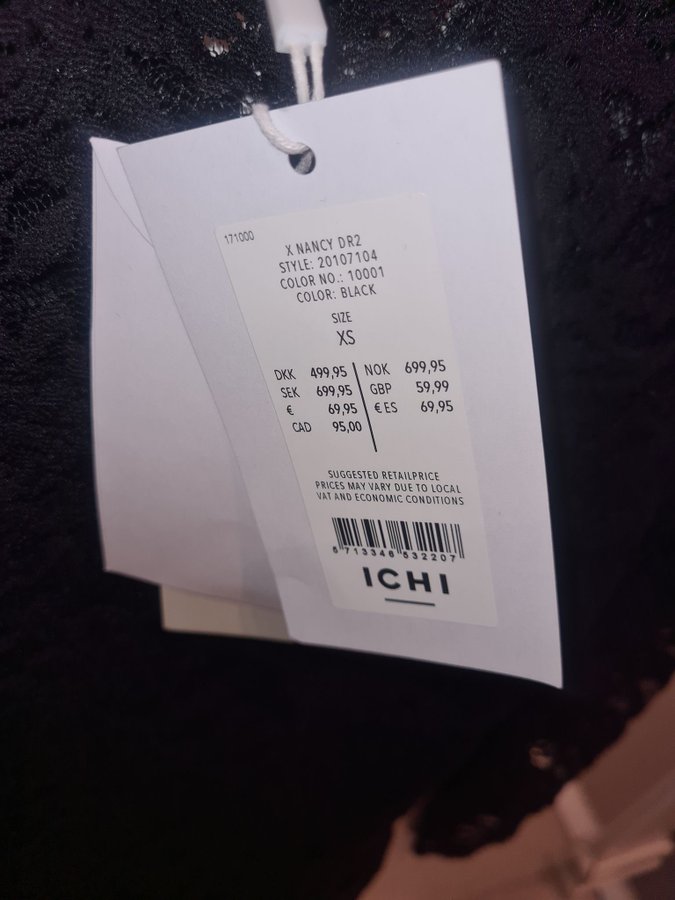 171000
X NANCY DR2
STYLE: 20107104
COLOR NO.: 10001
COLOR: BLACK
SIZE
XS
DKK 499,95 NOK 699,95
SEK 699,95 GBP 59,99
€ 69,95 € ES 69,95
CAD 95,00
SUGGESTED RETAILPRICE
PRICES MAY VARY DUE TO LOCAL
VAT AND ECONOMIC CONDITIONS
5 713346 532207
ICHI